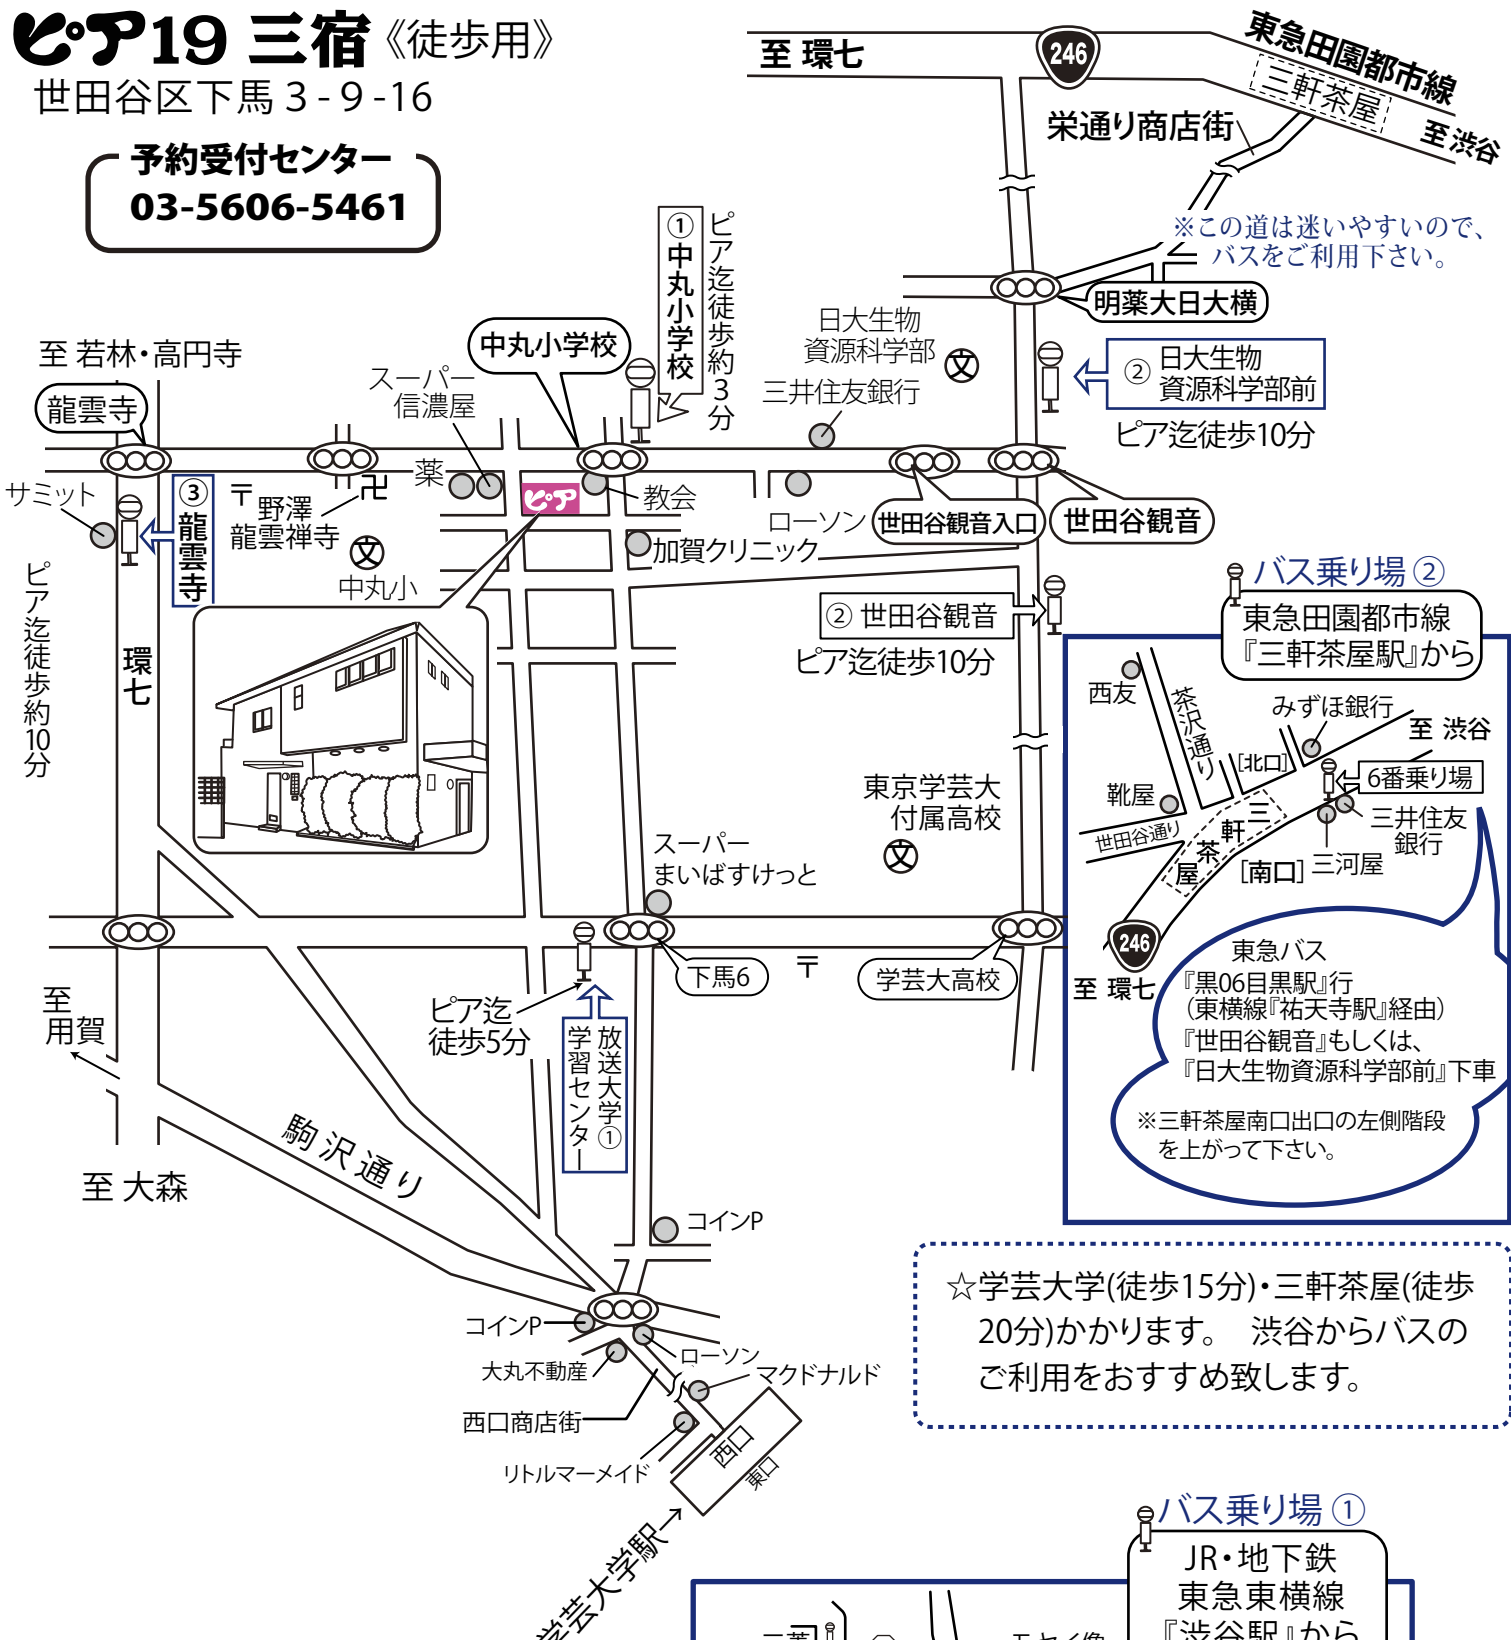 ピア19 三宿《徒歩用》
世田谷区下馬3-9-16
予約受付センター
03-5606-5461
至 環七
246
東急田園都市線
三軒茶屋
至 渋谷
栄通り商店街
※この道は迷いやすいので、
バスをご利用下さい。
明薬大日大横
①中丸小学校
ピア迄徒歩約3分
中丸小学校
日大生物
資源科学部
文
三井住友銀行
② 日大生物
資源科学部前
ピア迄徒歩10分
至 若林・高円寺
龍雲寺
スーパー
信濃屋
薬
サミット
③龍雲寺
〒
野澤
龍雲禅寺
卍
文
中丸小
ピア
教会
加賀クリニック
ローソン
世田谷観音入口
世田谷観音
ピア迄徒歩約10分
環七
② 世田谷観音
ピア迄徒歩10分
バス乗り場②
東急田園都市線
『三軒茶屋駅』から
西友
茶沢通り
みずほ銀行
至 渋谷
[北口]
6番乗り場
靴屋
世田谷通り
三軒茶屋
三井住友
銀行
[南口]
三河屋
246
至 環七
東急バス
『黒06目黒駅』行
(東横線『祐天寺駅』経由)
『世田谷観音』もしくは、
『日大生物資源科学部前』下車
※三軒茶屋南口出口の左側階段
を上がって下さい。
東京学芸大
付属高校
文
スーパー
まいばすけっと
下馬6
〒
学芸大高校
ピア迄
徒歩5分
放送大学①
学習センター
至
用賀
駒沢通り
至 大森
コインP
コインP
大丸不動産
ローソン
マクドナルド
西口商店街
リトルマーメイド
西口
東口
学芸大学駅→
☆学芸大学(徒歩15分)・三軒茶屋(徒歩
20分)かかります。 渋谷からバスの
ご利用をおすすめ致します。
バス乗り場①
JR・地下鉄
東急東横線
『渋谷駅』から